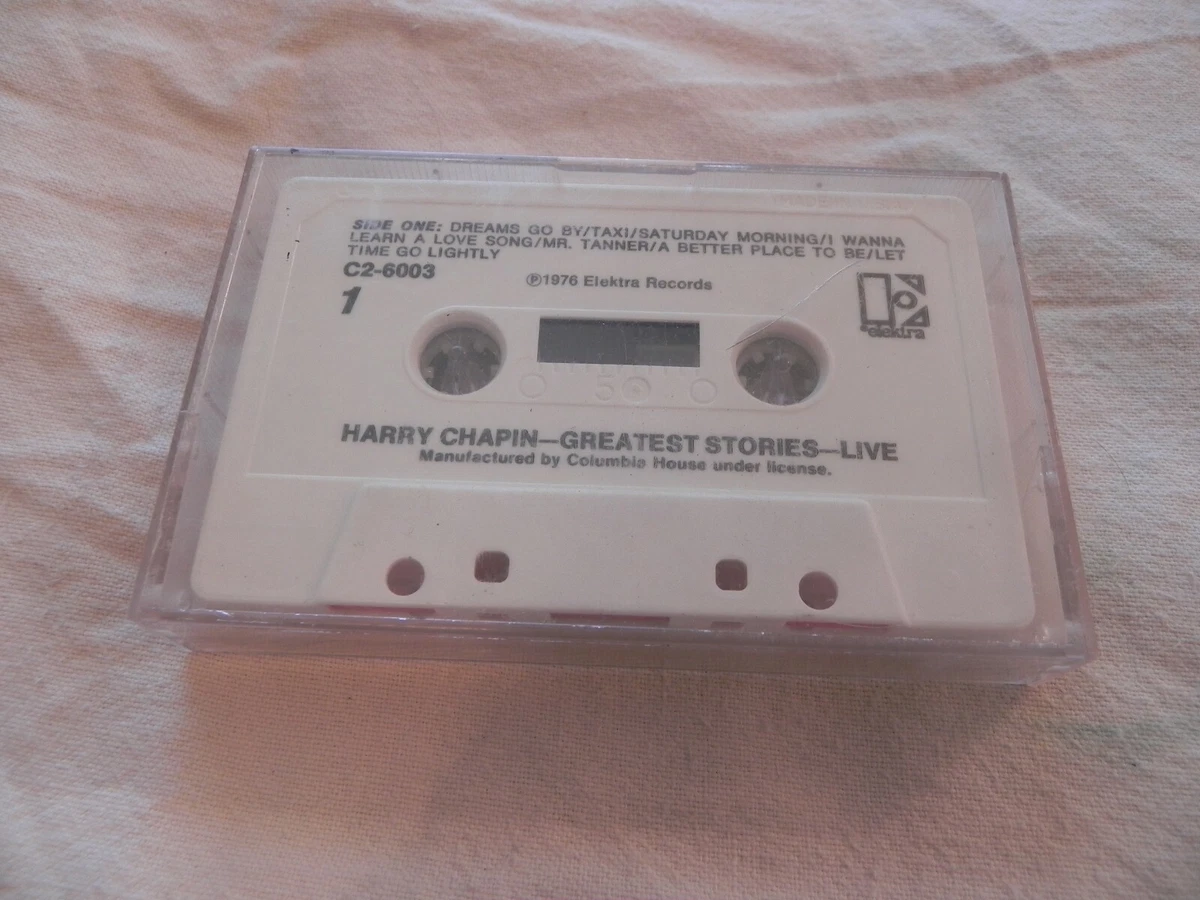 SIDE ONE: DREAMS GO BY/TAXI/SATURDAY MORNING/I WANNA
LEARN A LOVE SONG/MR. TANNER/A BETTER PLACE TO BE/LET
TIME GO LIGHTLY
C2-6003
℗1976 Elektra Records
1
elektra
50
HARRY CHAPIN—GREATEST STORIES—LIVE
Manufactured by Columbia House under license.